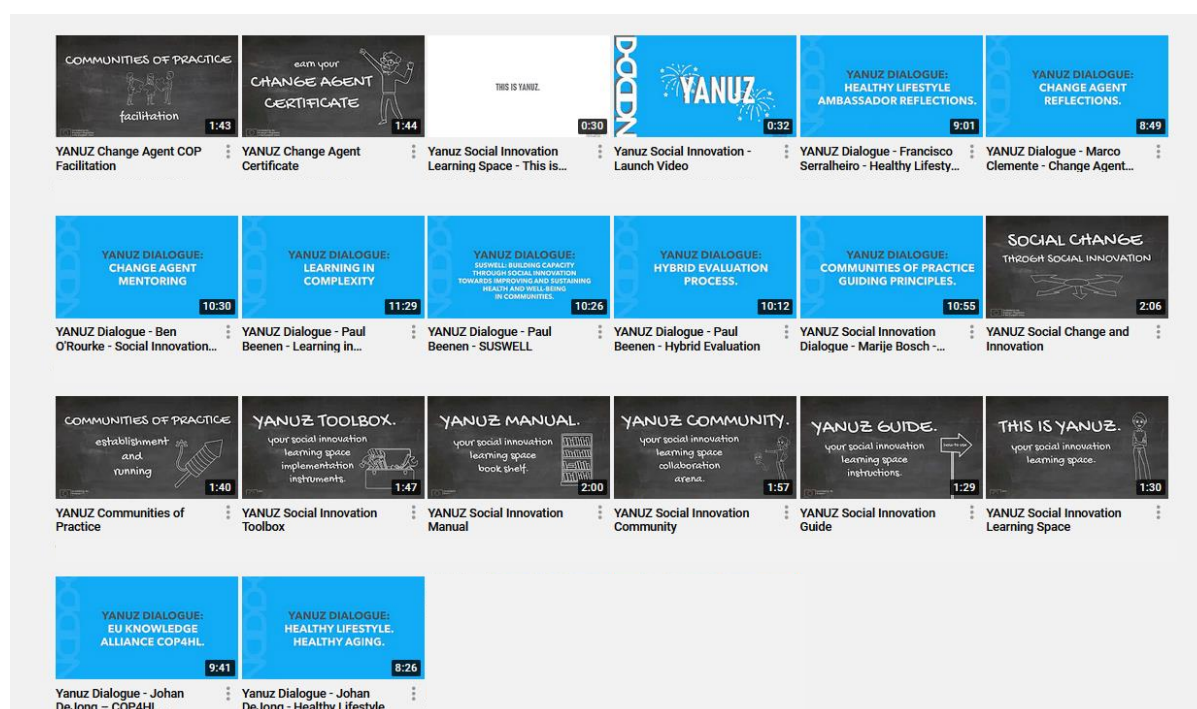 COMMUNITIES OF PRACTICE
facilitation
1:43
YANUZ Change Agent COP
Facilitation
earn your
CHANGE AGENT
CERTIFICATE
1:44
YANUZ Change Agent
Certificate
THIS IS YANUZ.
0:30
Yanuz Social Innovation
Learning Space - This is...
YANUZ
0:32
Yanuz Social Innovation -
Launch Video
YANUZ DIALOGUE:
HEALTHY LIFESTYLE
AMBASSADOR REFLECTIONS.
9:01
YANUZ Dialogue - Francisco
Serralheiro - Healthy Lifesty...
YANUZ DIALOGUE:
CHANGE AGENT
REFLECTIONS.
8:49
YANUZ Dialogue - Marco
Clemente - Change Agent...
YANUZ DIALOGUE:
CHANGE AGENT
MENTORING
10:30
YANUZ Dialogue - Ben
O'Rourke - Social Innovation...
YANUZ DIALOGUE:
LEARNING IN
COMPLEXITY
11:29
YANUZ Dialogue - Paul
Beenen - Learning in...
YANUZ DIALOGUE:
SUSWELL: BUILDING CAPACITY
THROUGH SOCIAL INNOVATION
TOWARDS IMPROVING AND SUSTAINING
HEALTH AND WELL-BEING
IN COMMUNITIES.
10:26
YANUZ Dialogue - Paul
Beenen - SUSWELL
YANUZ DIALOGUE:
HYBRID EVALUATION
PROCESS.
10:12
YANUZ Dialogue - Paul
Beenen - Hybrid Evaluation
YANUZ DIALOGUE:
COMMUNITIES OF PRACTICE
GUIDING PRINCIPLES.
10:55
YANUZ Social Innovation
Dialogue - Marije Bosch -...
SOCIAL CHANGE
THROGH SOCIAL INNOVATION
2:06
YANUZ Social Change and
Innovation
COMMUNITIES OF PRACTICE
establishment
and
running
1:40
YANUZ Communities of
Practice
YANUZ TOOLBOX.
your social innovation
learning space
implementation
instruments.
1:47
YANUZ Social Innovation
Toolbox
YANUZ MANUAL.
your social innovation
learning space
book shelf.
2:00
YANUZ Social Innovation
Manual
YANUZ COMMUNITY.
your social innovation
learning space
collaboration
arena.
1:57
YANUZ Social Innovation
Community
YANUZ GUIDE.
your social innovation
learning space
instructions.
1:29
YANUZ Social Innovation
Guide
THIS IS YANUZ.
your social innovation
learning space.
1:30
YANUZ Social Innovation
Learning Space
YANUZ DIALOGUE:
EU KNOWLEDGE
ALLIANCE COP4HL.
9:41
Yanuz Dialogue - Johan
DeJong – COP4HL
YANUZ DIALOGUE:
HEALTHY LIFESTYLE.
HEALTHY AGING.
8:26
Yanuz Dialogue - Johan
DeJong - Healthy Lifestyle